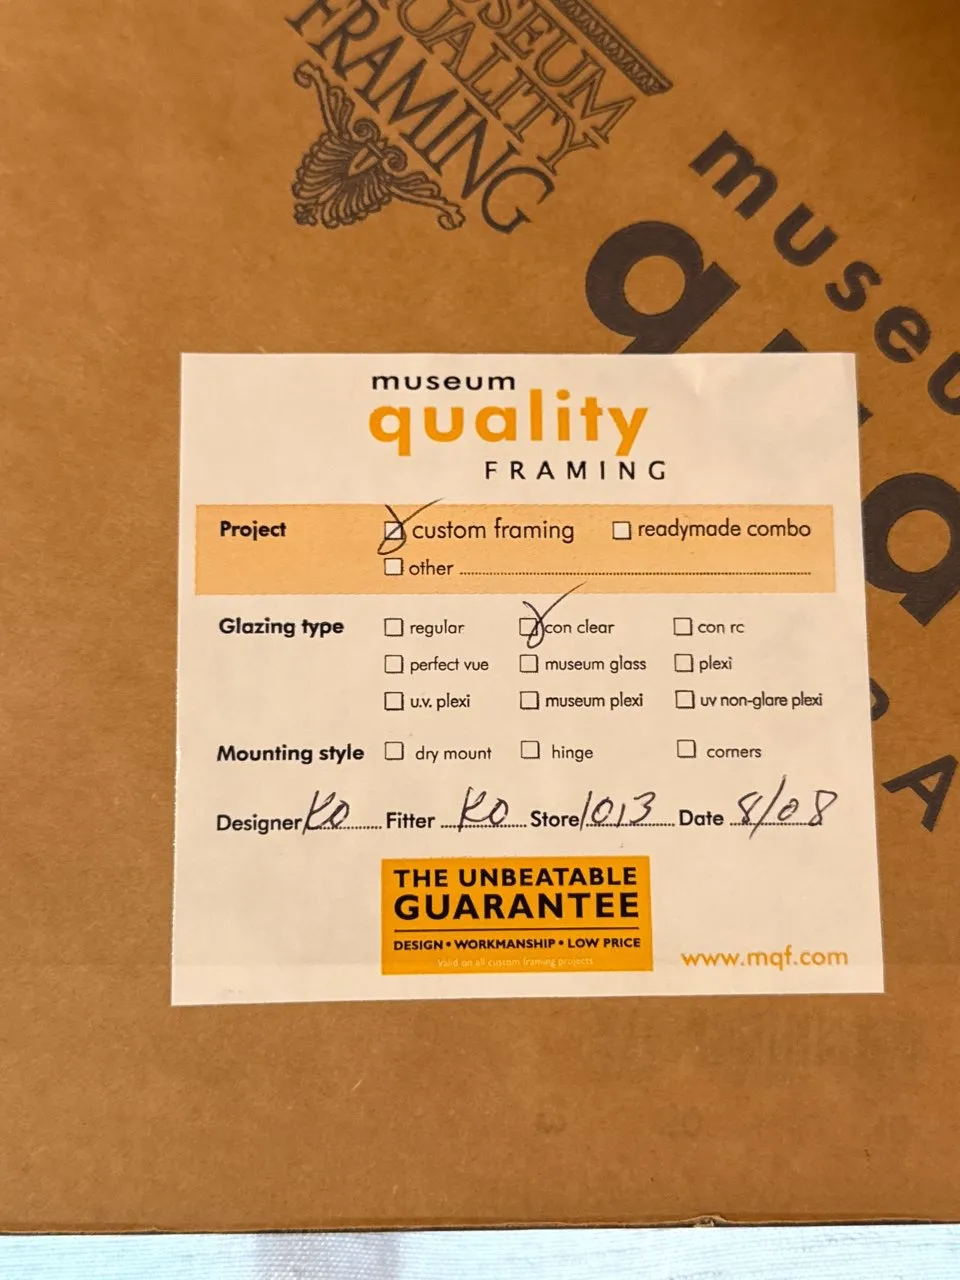 MUSEUM
QUALITY
FRAMING
museu
qua
A
museum
quality
FRAMING
Project custom framing readymade combo
other
Glazing type regular con clear con rc
perfect vue museum glass plexi
u.v. plexi museum plexi uv non-glare plexi
Mounting style dry mount hinge corners
Designer KO Fitter KO Store 1013 Date 8/08
THE UNBEATABLE
GUARANTEE
DESIGN • WORKMANSHIP • LOW PRICE
Valid on all custom framing projects
www.mqf.com